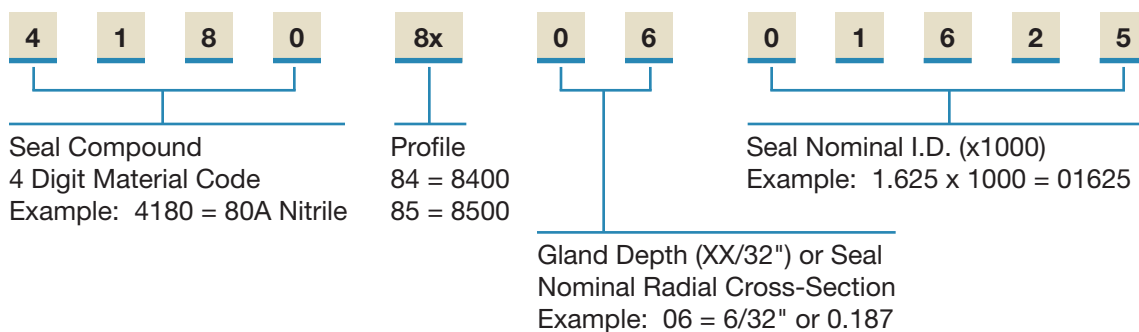 4 1 8 0 8x 0 6 0 1 6 2 5
Seal Compound
4 Digit Material Code
Example: 4180 = 80A Nitrile
Profile
84 = 8400
85 = 8500
Seal Nominal I.D. (x1000)
Example: 1.625 x 1000 = 01625
Gland Depth (XX/32") or Seal
Nominal Radial Cross-Section
Example: 06 = 6/32" or 0.187